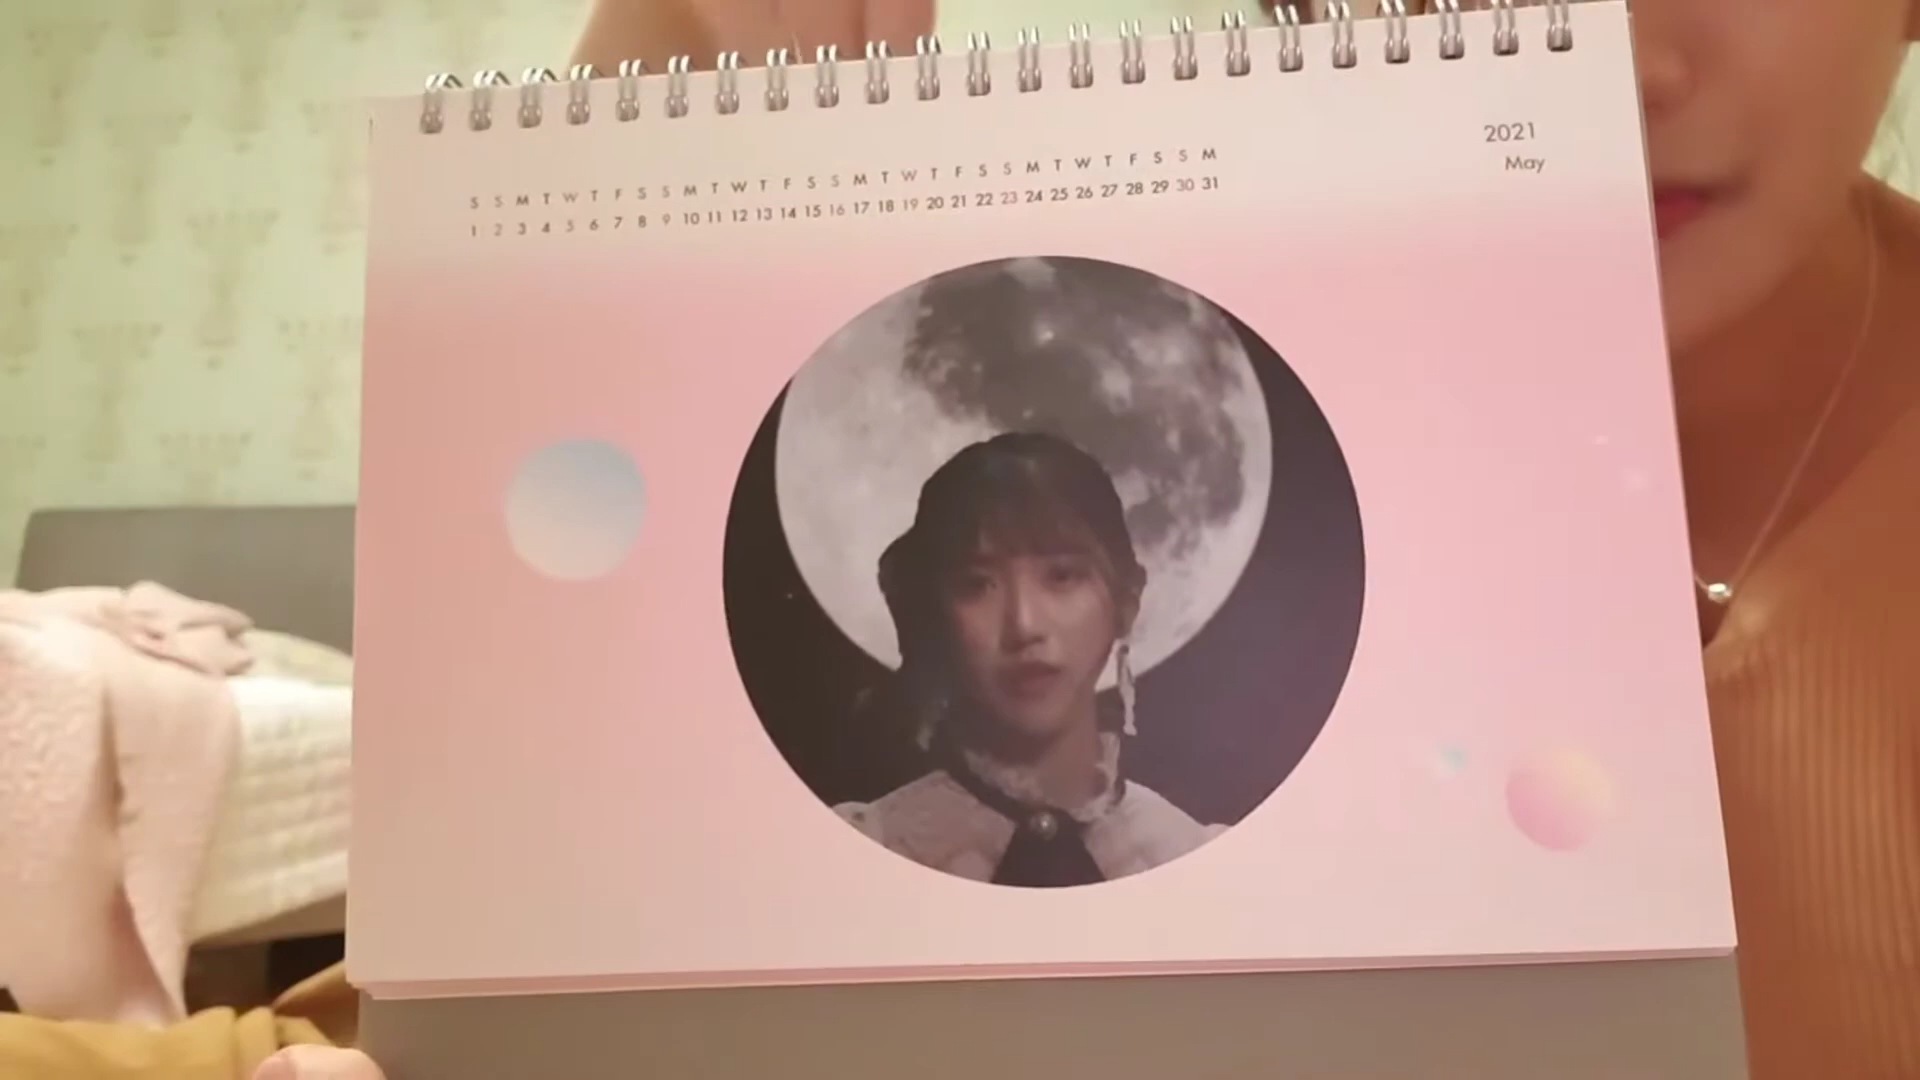 2021
May
S S M T W T F S S M T W T F S S M T W T F S S M T W T F S S M
1 2 3 4 5 6 7 8 9 10 11 12 13 14 15 16 17 18 19 20 21 22 23 24 25 26 27 28 29 30 31